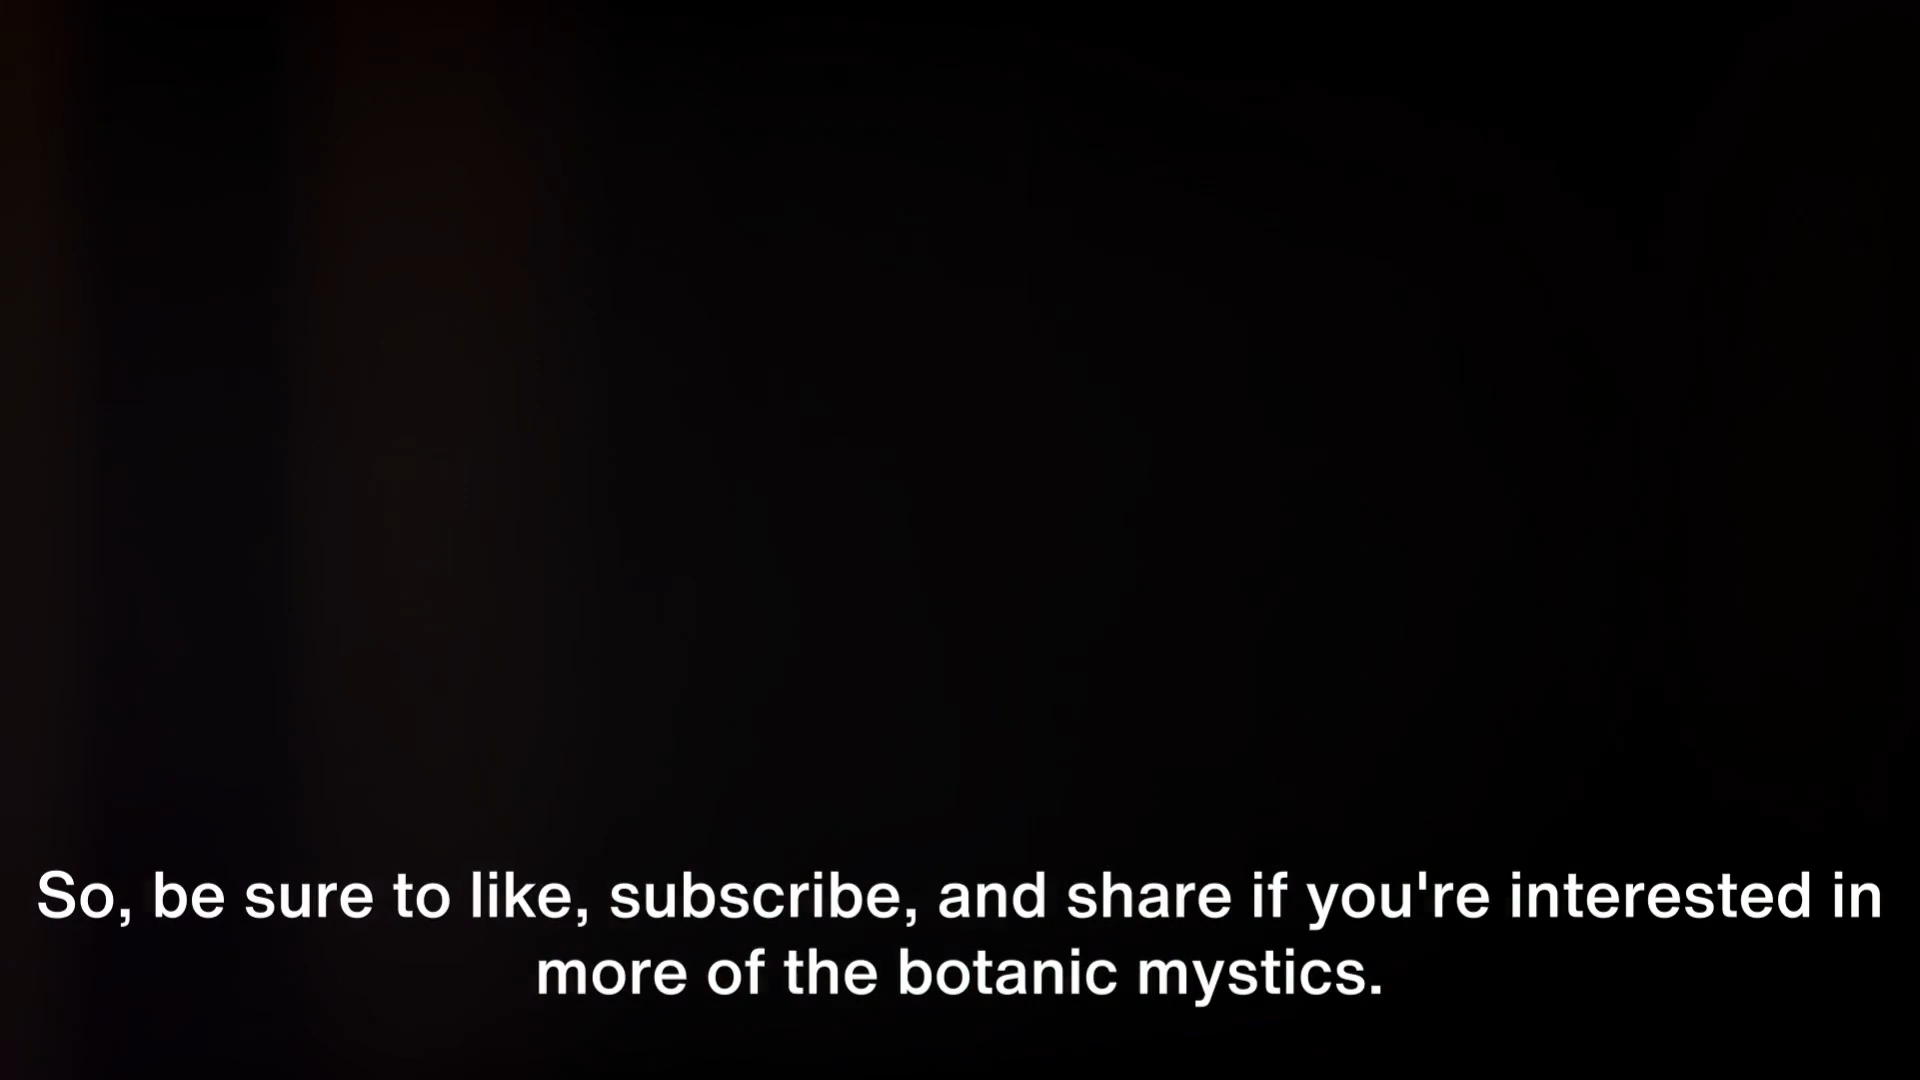 So, be sure to like, subscribe, and share if you're interested in
more of the botanic mystics.